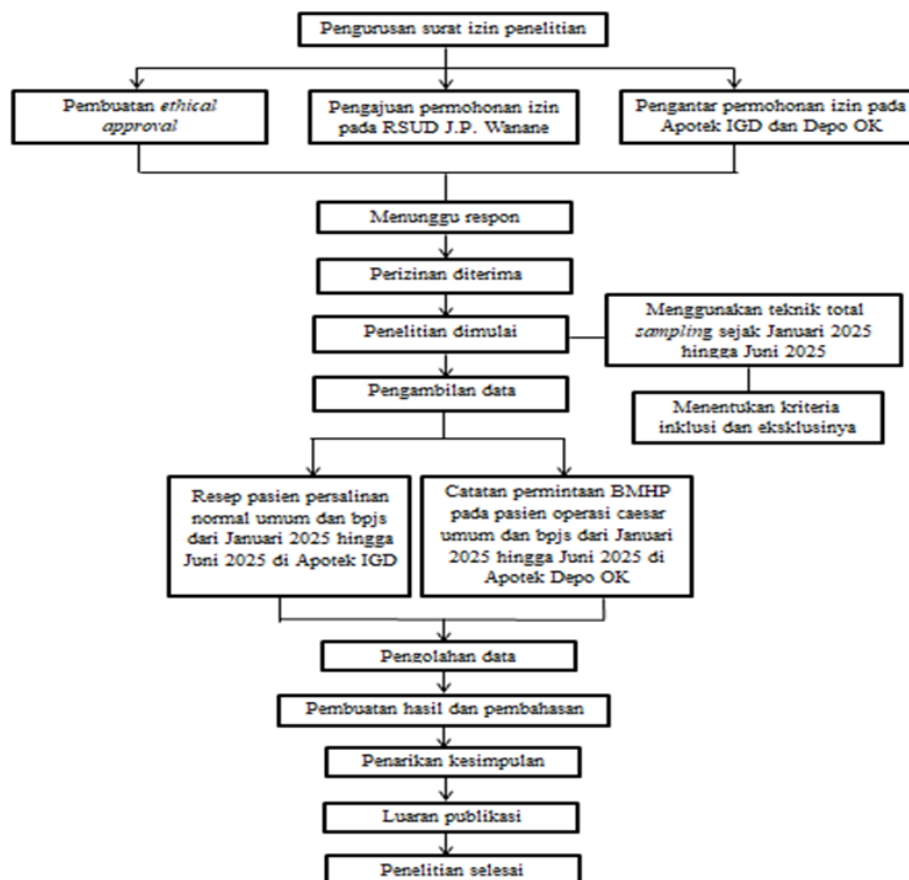 Pengurusan surat izin penelitian
Pembuatan ethical
approval
Pengajuan permohonan izin
pada RSUD J.P. Wanane
Pengantar permohonan izin pada
Apotek IGD dan Depo OK
Menunggu respon
Perizinan diterima
Penelitian dimulai
Menggunakan teknik total
sampling sejak Januari 2025
hingga Juni 2025
Menentukan kriteria
inklusi dan eksklusinya
Pengambilan data
Resep pasien persalinan
normal umum dan bpjs
dari Januari 2025 hingga
Juni 2025 di Apotek IGD
Catatan permintaan BMHP
pada pasien operasi caesar
umum dan bpjs dari Januari
2025 hingga Juni 2025 di
Apotek Depo OK
Pengolahan data
Pembuatan hasil dan pembahasan
Penarikan kesimpulan
Luaran publikasi
Penelitian selesai